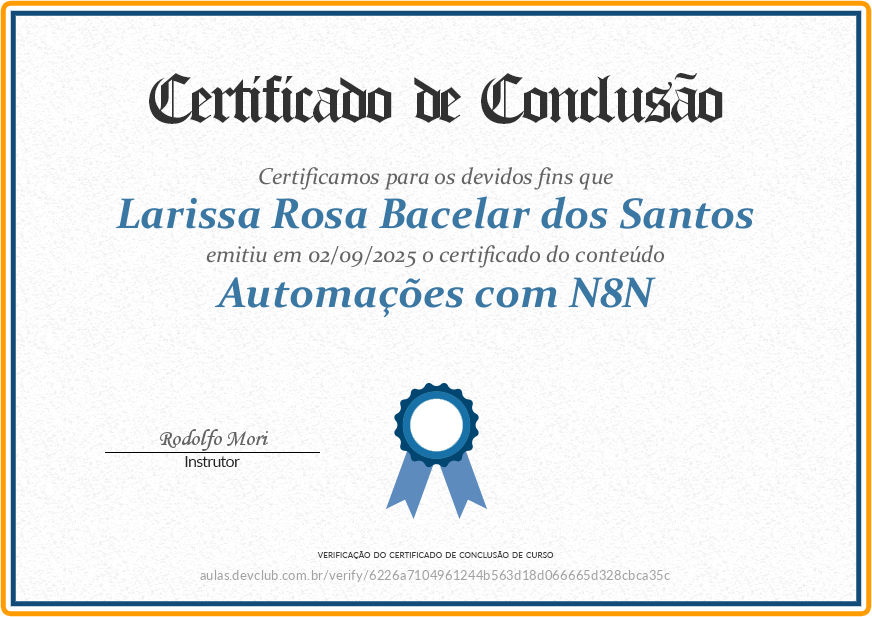 Certificado de Conclusão
Certificamos para os devidos fins que
Larissa Rosa Bacelar dos Santos
emitiu em 02/09/2025 o certificado do conteúdo
Automações com N8N
Rodolfo Mori
Instrutor
VERIFICAÇÃO DO CERTIFICADO DE CONCLUSÃO DE CURSO
aulas.devclub.com.br/verify/6226a7104961244b563d18d066665d328cbca35c